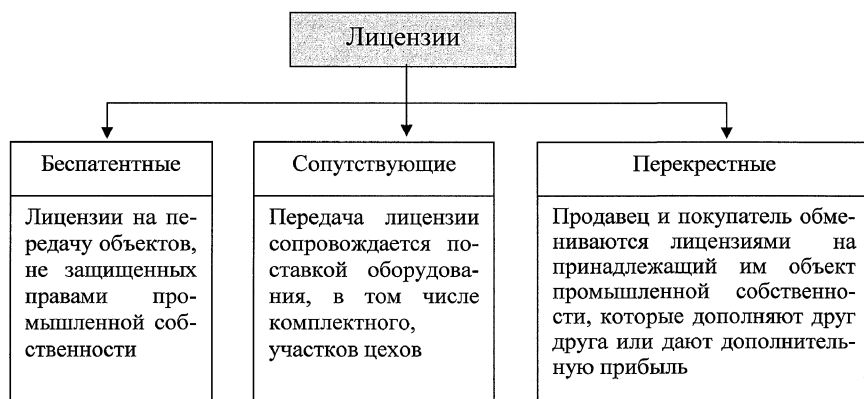 Лицензии
Беспатентные
Лицензии на пе-
редачу объектов,
не защищенных
правами про-
мышленной соб-
ственности
Сопутствующие
Передача лицензии
сопровождается по-
ставкой оборудова-
ния, в том числе
комплектного,
участков цехов
Перекрестные
Продавец и покупатель обме-
ниваются лицензиями на
принадлежащий им объект
промышленной собственно-
сти, которые дополняют друг
друга или дают дополнитель-
ную прибыль